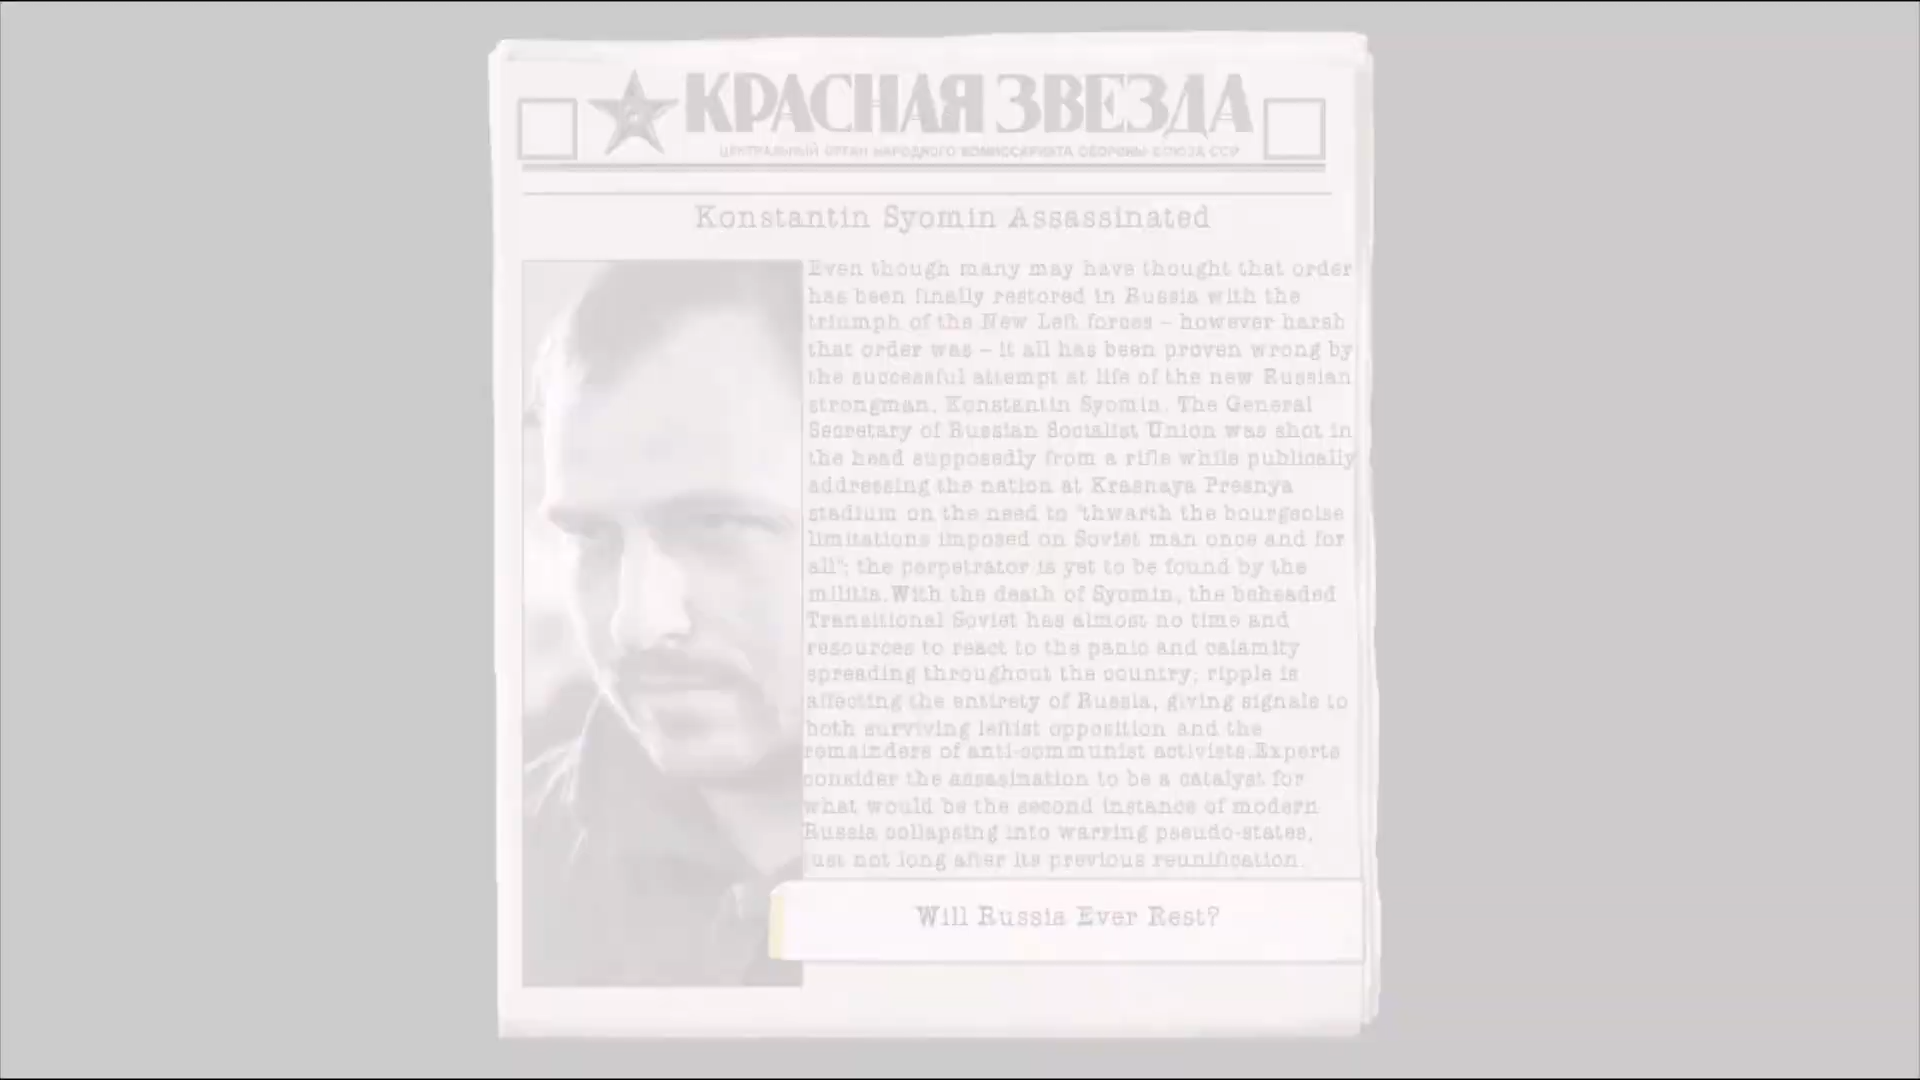 КРАСНАЯ ЗВЕЗДА
ЦЕНТРАЛЬНЫЙ ОРГАН НАРОДНОГО КОМИССАРИАТА ОБОРОНЫ СОЮЗА ССР
Konstantin Syomin Assassinated
Even though many may have thought that order
has been finally restored in Russia with the
triumph of the New Left forces – however harsh
that order was – it all has been proven wrong by
the successful attempt at life of the new Russian
strongman, Konstantin Syomin. The General
Secretary of Russian Socialist Union was shot in
the head supposedly from a rifle while publically
addressing the nation at Krasnaya Presnya
stadium on the need to "thwarth the bourgeoise
limitations imposed on Soviet man once and for
all"; the perpetrator is yet to be found by the
militia.With the death of Syomin, the beheaded
Transitional Soviet has almost no time and
resources to react to the panic and calamity
spreading throughout the country; ripple is
affecting the entirety of Russia, giving signals to
both surviving leftist opposition and the
remainders of anti-communist activists.Experts
consider the assasination to be a catalyst for
what would be the second instance of modern
Russia collapsing into warring pseudo-states,
ust not long after its previous reunification.
Will Russia Ever Rest?